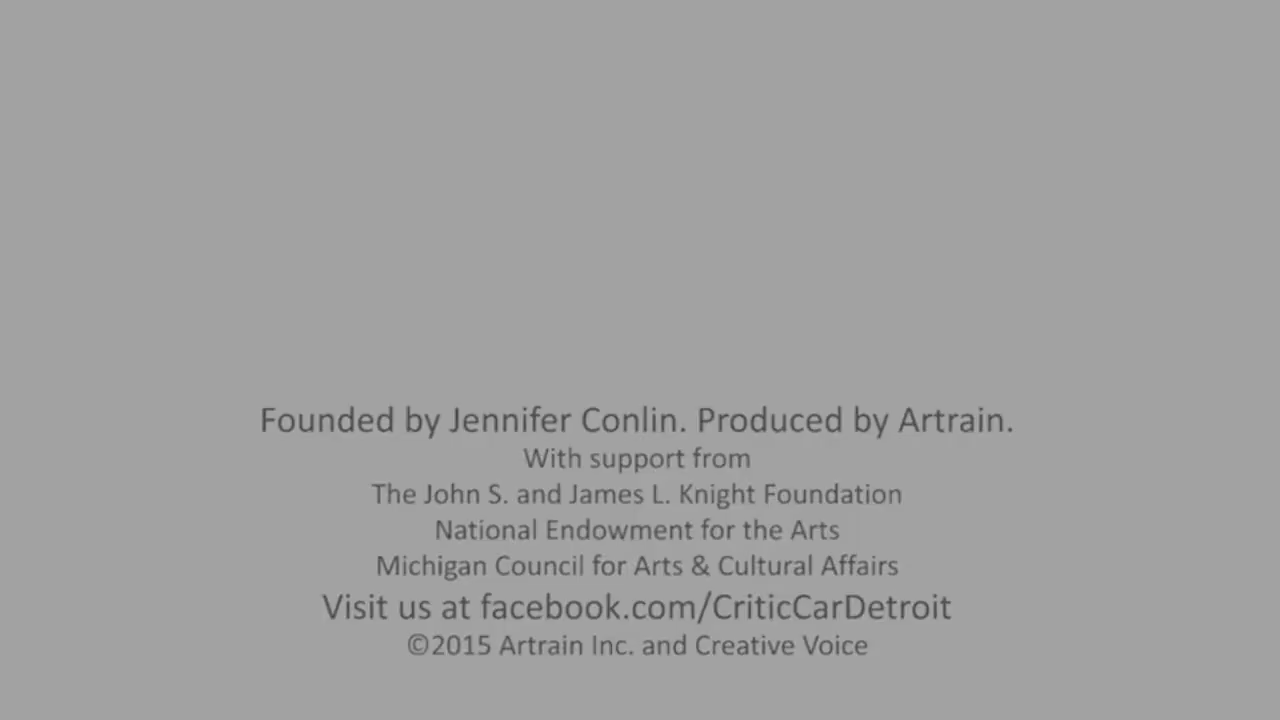 Founded by Jennifer Conlin. Produced by Artrain.
With support from
The John S. and James L. Knight Foundation
National Endowment for the Arts
Michigan Council for Arts & Cultural Affairs
Visit us at facebook.com/CriticCarDetroit
©2015 Artrain Inc. and Creative Voice